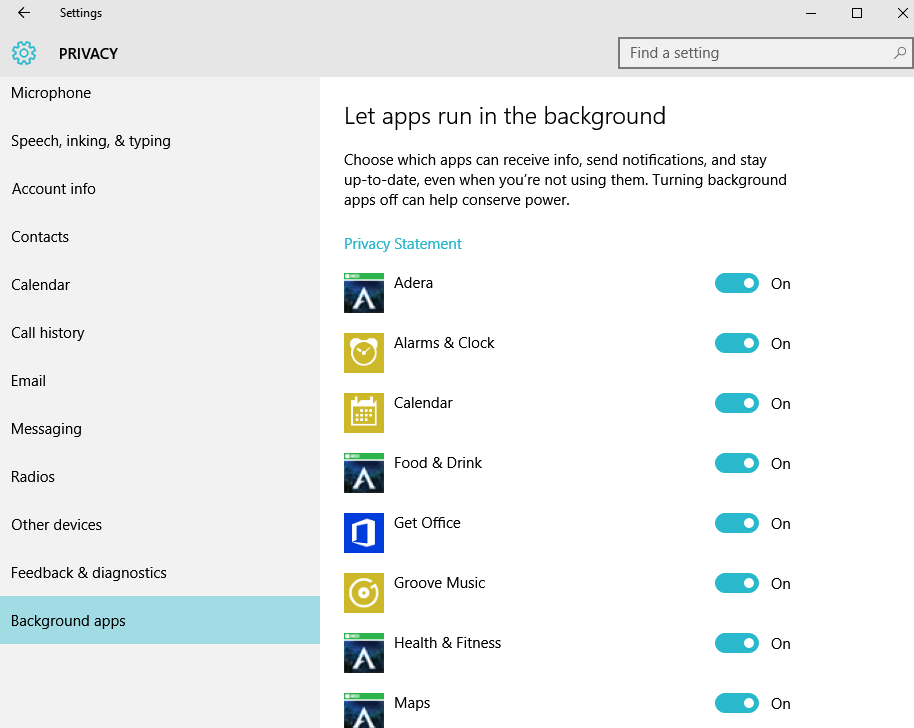 Settings
PRIVACY
Find a setting
Microphone
Speech, inking, & typing
Account info
Contacts
Calendar
Call history
Email
Messaging
Radios
Other devices
Feedback & diagnostics
Background apps
Let apps run in the background
Choose which apps can receive info, send notifications, and stay
up-to-date, even when you're not using them. Turning background
apps off can help conserve power.
Privacy Statement
Adera On
Alarms & Clock On
Calendar On
Food & Drink On
Get Office On
Groove Music On
Health & Fitness On
Maps On